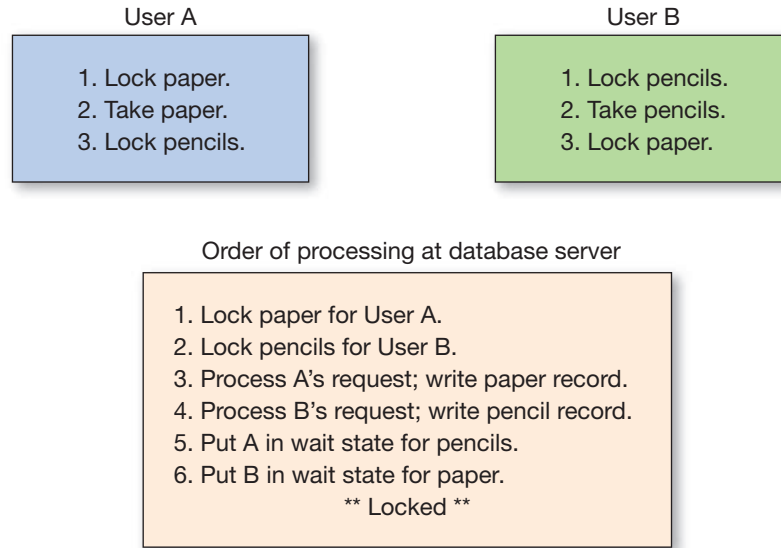 User A
1. Lock paper.
2. Take paper.
3. Lock pencils.
User B
1. Lock pencils.
2. Take pencils.
3. Lock paper.
Order of processing at database server
1. Lock paper for User A.
2. Lock pencils for User B.
3. Process A’s request; write paper record.
4. Process B’s request; write pencil record.
5. Put A in wait state for pencils.
6. Put B in wait state for paper.
** Locked **